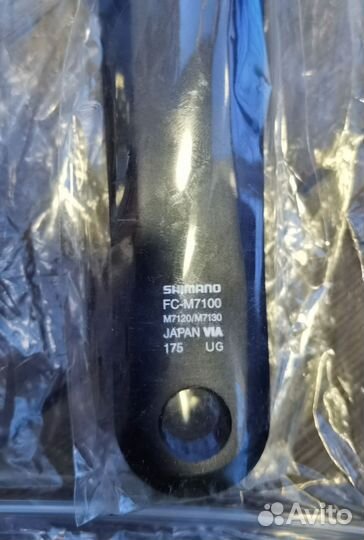 SHIMANO
FC-M7100
M7120/M7130
JAPAN VIA
175 UG
Avito